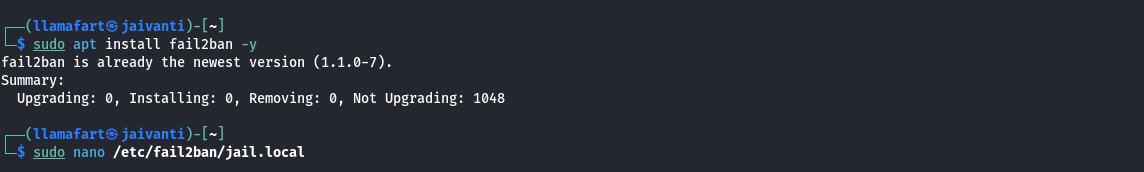 ┌──(llamafart㉿jaivanti)-[~]
└─$ sudo apt install fail2ban -y
fail2ban is already the newest version (1.1.0-7).
Summary:
  Upgrading: 0, Installing: 0, Removing: 0, Not Upgrading: 1048
┌──(llamafart㉿jaivanti)-[~]
└─$ sudo nano /etc/fail2ban/jail.local